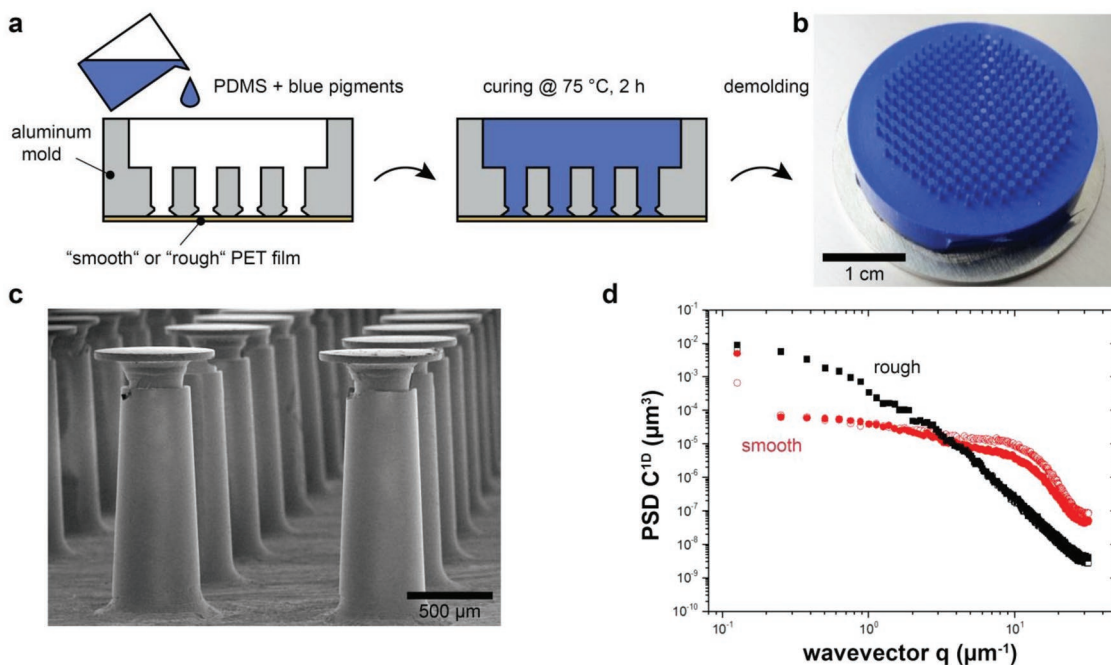 a
PDMS + blue pigments
curing @ 75 °C, 2 h
demolding
aluminum
mold
“smooth“ or “rough“ PET film
b
1 cm
c
500 µm
d
10⁻¹
10⁻²
10⁻³
10⁻⁴
10⁻⁵
10⁻⁶
10⁻⁷
10⁻⁸
10⁻⁹
10⁻¹⁰
PSD C¹ᴰ (µm³)
rough
smooth
10⁻¹
10⁰
10¹
wavevector q (µm⁻¹)